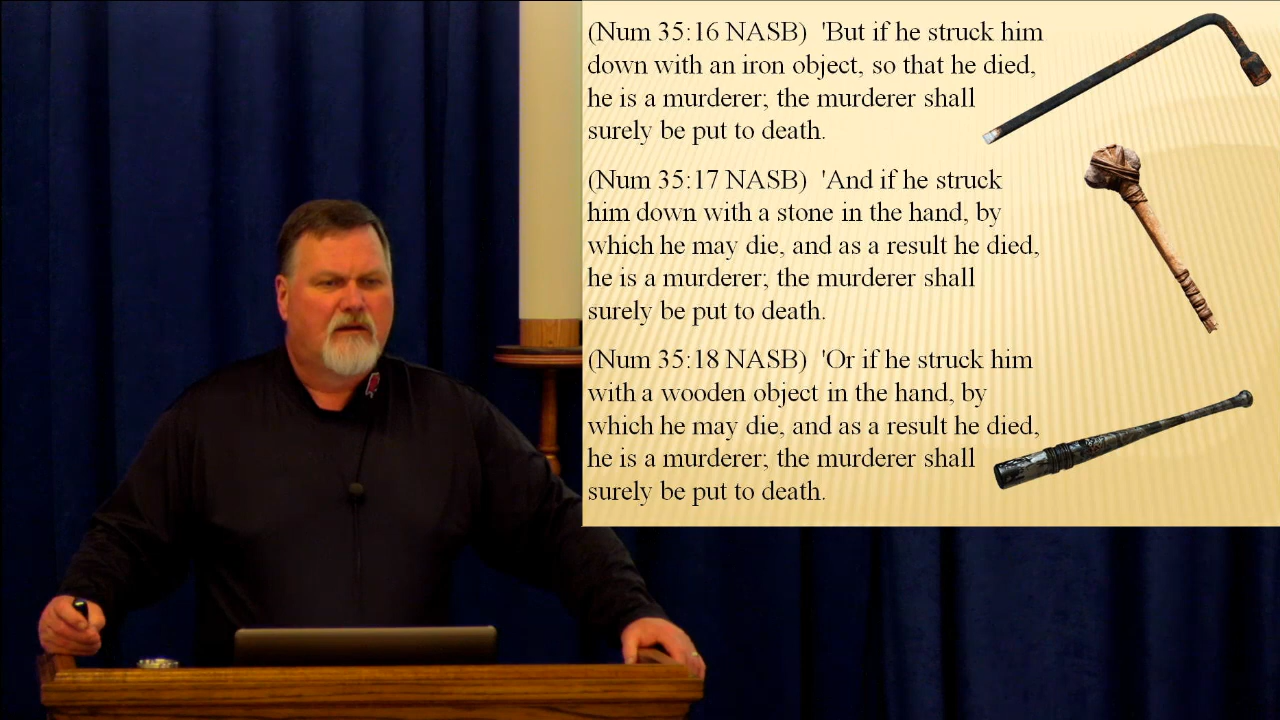 (Num 35:16 NASB)  'But if he struck him
down with an iron object, so that he died,
he is a murderer; the murderer shall
surely be put to death.
(Num 35:17 NASB)  'And if he struck
him down with a stone in the hand, by
which he may die, and as a result he died,
he is a murderer; the murderer shall
surely be put to death.
(Num 35:18 NASB)  'Or if he struck him
with a wooden object in the hand, by
which he may die, and as a result he died,
he is a murderer; the murderer shall
surely be put to death.